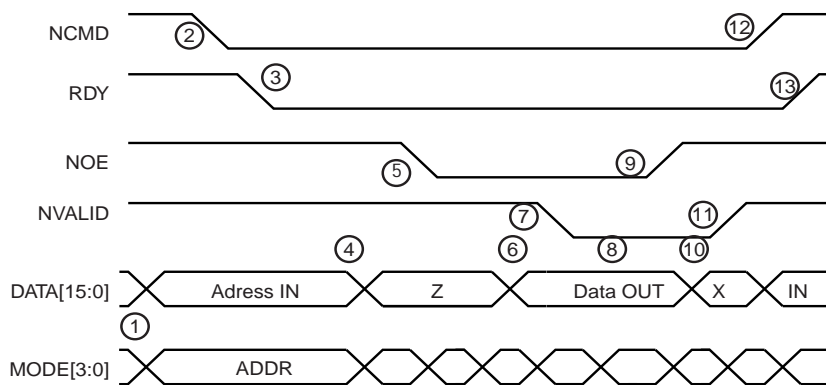 NCMD
2
12
RDY
3
13
NOE
5
9
NVALID
7
11
4
6
8
10
DATA[15:0]
Adress IN
Z
Data OUT
X
IN
1
MODE[3:0]
ADDR